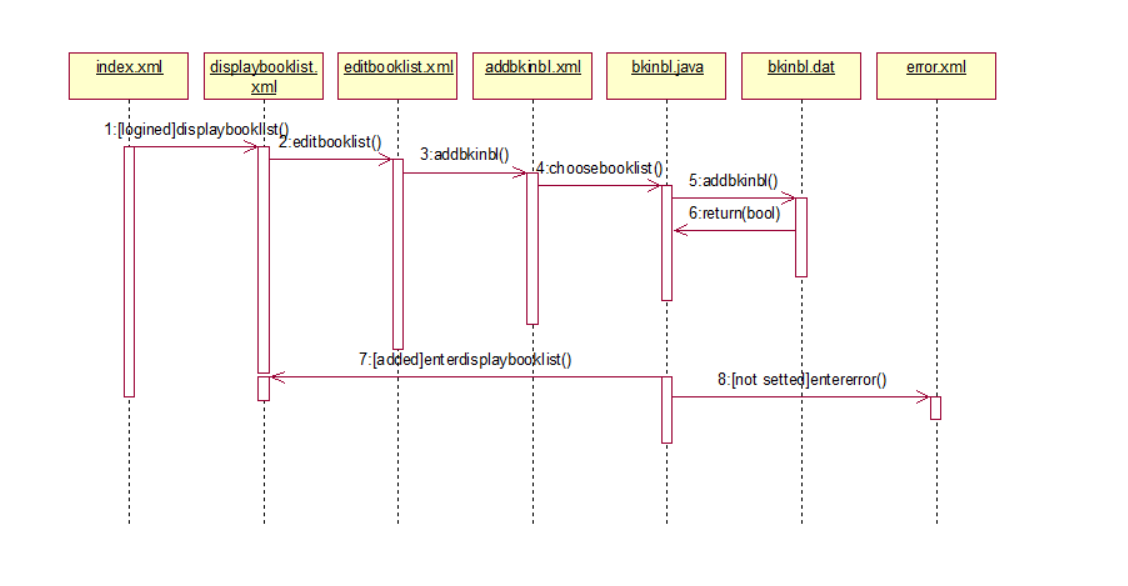 index.xml
displaybooklist.
xml
editbooklist.xml
addbkinbl.xml
bkinbl.java
bkinbl.dat
error.xml
1:[logined]displaybooklist()
2:editbooklist()
3:addbkinbl()
4:choosebooklist()
5:addbkinbl()
6:return(bool)
7:[added]enterdisplaybooklist()
8:[not setted]entererror()